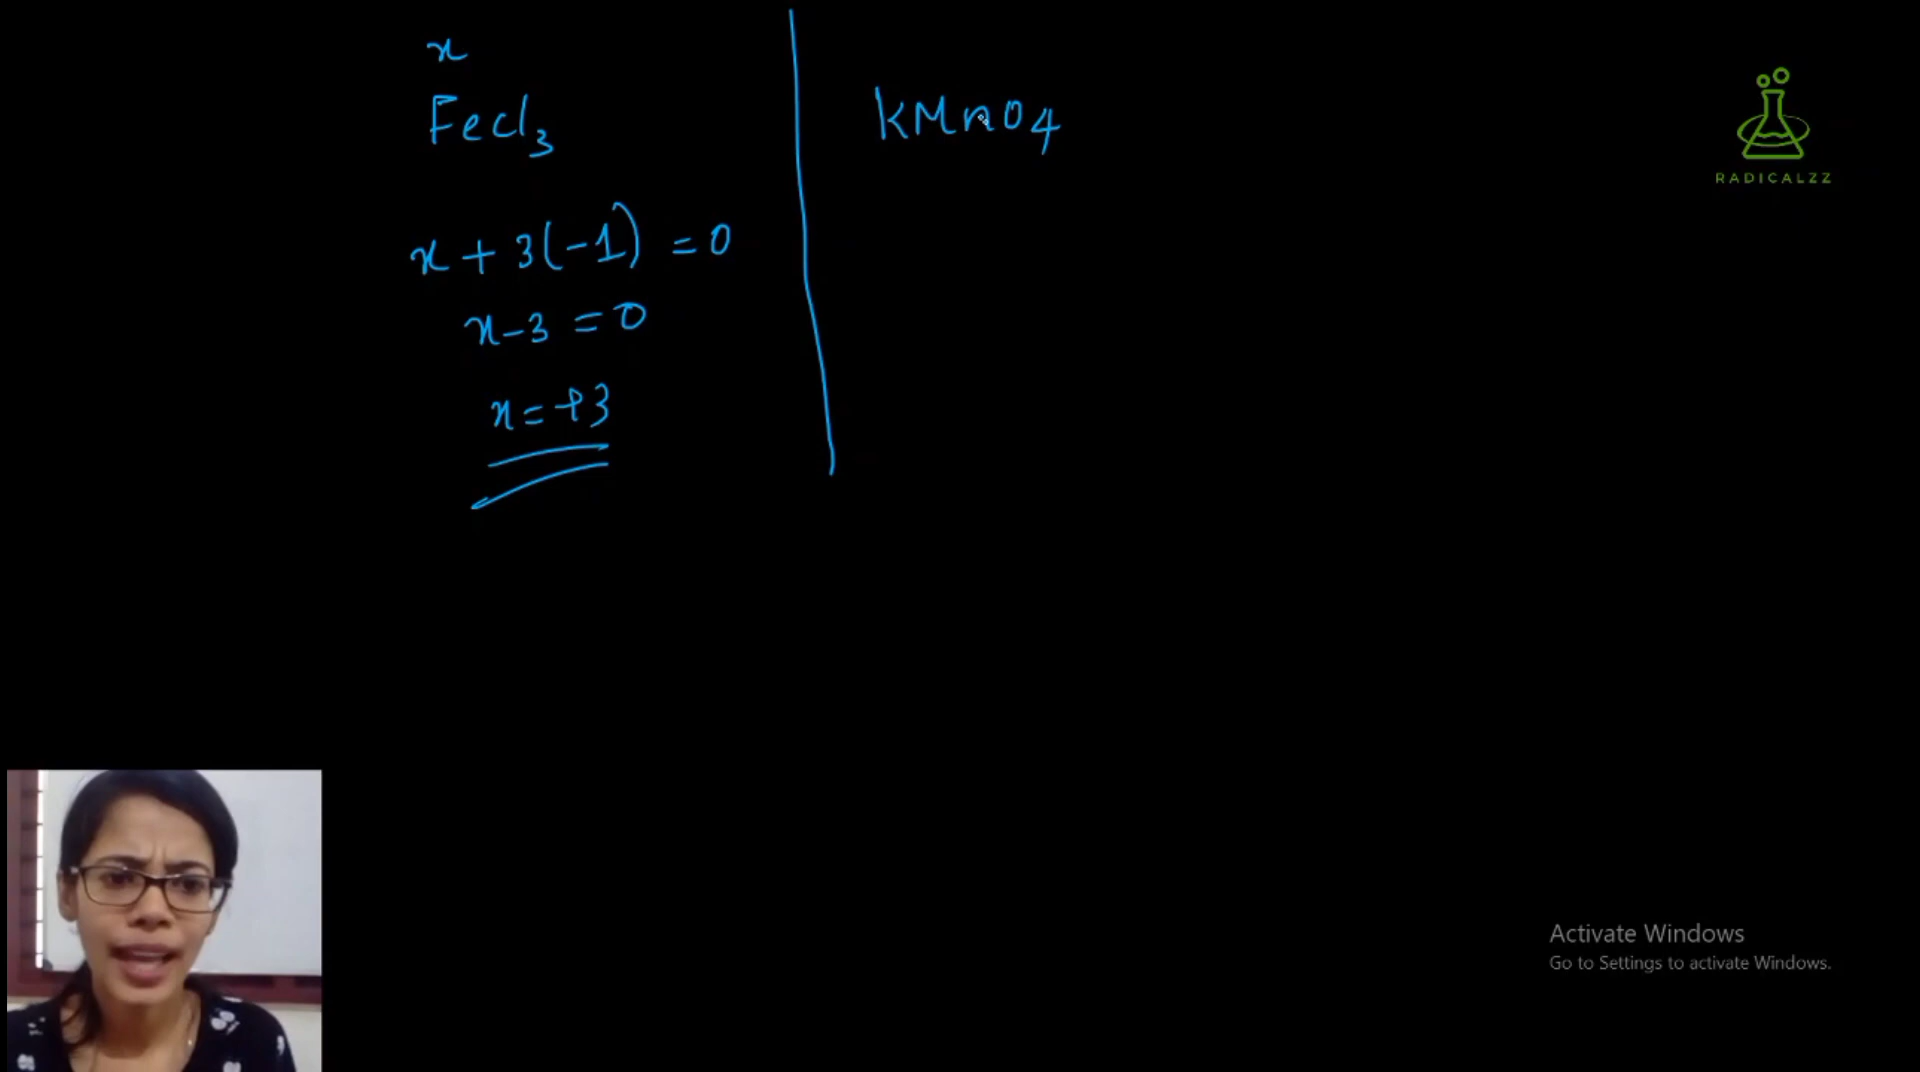 x
Fecl3
x + 3(-1) = 0
x-3 = 0
x = +3
KMnO4
RADICALZZ
Activate Windows
Go to Settings to activate Windows.